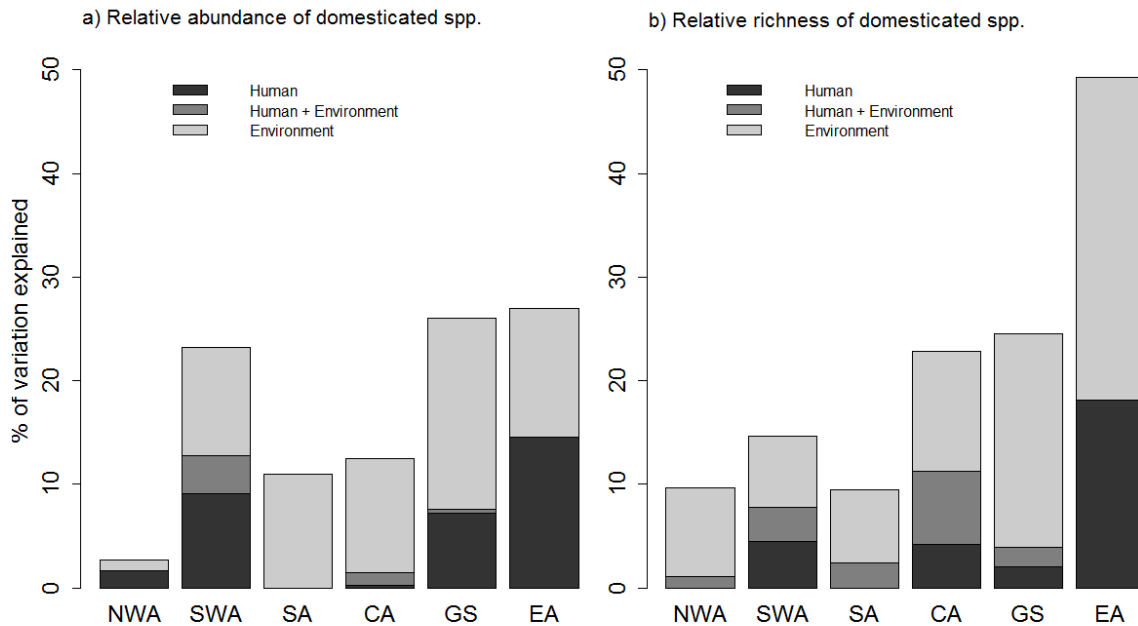 a) Relative abundance of domesticated spp.
b) Relative richness of domesticated spp.
% of variation explained
50
40
30
20
10
0
Human
Human + Environment
Environment
NWA SWA SA CA GS EA
50
40
30
20
10
0
Human
Human + Environment
Environment
NWA SWA SA CA GS EA